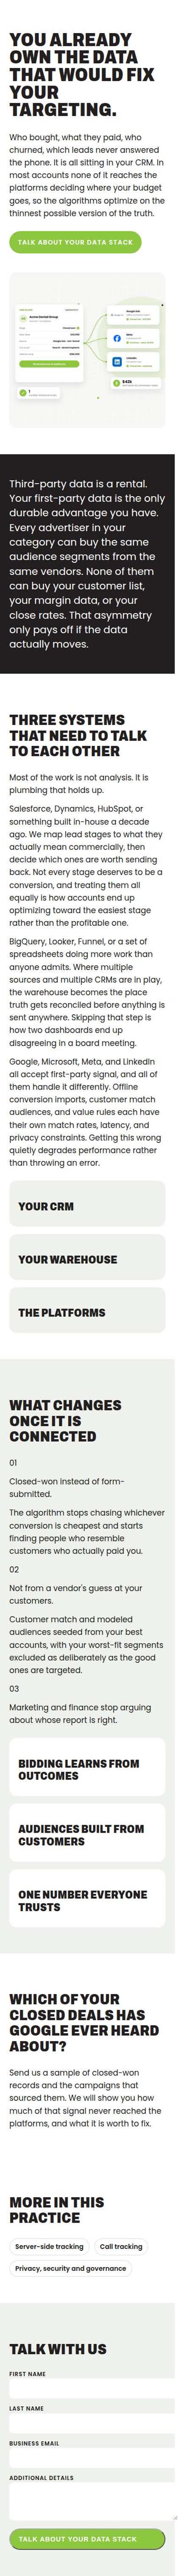 YOU ALREADY
OWN THE DATA
THAT WOULD FIX
YOUR
TARGETING.
Who bought, what they paid, who
churned, which leads never answered
the phone. It is all sitting in your CRM. In
most accounts none of it reaches the
platforms deciding where your budget
goes, so the algorithms optimize on the
thinnest possible version of the truth.
TALK ABOUT YOUR DATA STACK
Acme Dental Group
Meta
LinkedIn
$42k
Third-party data is a rental.
Your first-party data is the only
durable advantage you have.
Every advertiser in your
category can buy the same
audience segments from the
same vendors. None of them
can buy your customer list,
your margin data, or your
close rates. That asymmetry
only pays off if the data
actually moves.
THREE SYSTEMS
THAT NEED TO TALK
TO EACH OTHER
Most of the work is not analysis. It is
plumbing that holds up.
Salesforce, Dynamics, HubSpot, or
something built in-house a decade
ago. We map lead stages to what they
actually mean commercially, then
decide which ones are worth sending
back. Not every stage deserves to be a
conversion, and treating them all
equally is how accounts end up
optimizing toward the easiest stage
rather than the profitable one.
BigQuery, Looker, Funnel, or a set of
spreadsheets doing more work than
anyone admits. Where multiple
sources and multiple CRMs are in play,
the warehouse becomes the place
truth gets reconciled before anything is
sent anywhere. Skipping that step is
how two dashboards end up
disagreeing in a board meeting.
Google, Microsoft, Meta, and LinkedIn
all accept first-party signal, and all of
them handle it differently. Offline
conversion imports, customer match
audiences, and value rules each have
their own match rates, latency, and
privacy constraints. Getting this wrong
quietly degrades performance rather
than throwing an error.
YOUR CRM
YOUR WAREHOUSE
THE PLATFORMS
WHAT CHANGES
ONCE IT IS
CONNECTED
01
Closed-won instead of form-
submitted.
The algorithm stops chasing whichever
conversion is cheapest and starts
finding people who resemble
customers who actually paid you.
02
Not from a vendor's guess at your
customers.
Customer match and modeled
audiences seeded from your best
accounts, with your worst-fit segments
excluded as deliberately as the good
ones are targeted.
03
Marketing and finance stop arguing
about whose report is right.
BIDDING LEARNS FROM
OUTCOMES
AUDIENCES BUILT FROM
CUSTOMERS
ONE NUMBER EVERYONE
TRUSTS
WHICH OF YOUR
CLOSED DEALS HAS
GOOGLE EVER HEARD
ABOUT?
Send us a sample of closed-won
records and the campaigns that
sourced them. We will show you how
much of that signal never reached the
platforms, and what it is worth to fix.
MORE IN THIS
PRACTICE
Server-side tracking
Call tracking
Privacy, security and governance
TALK WITH US
FIRST NAME
LAST NAME
BUSINESS EMAIL
ADDITIONAL DETAILS
TALK ABOUT YOUR DATA STACK